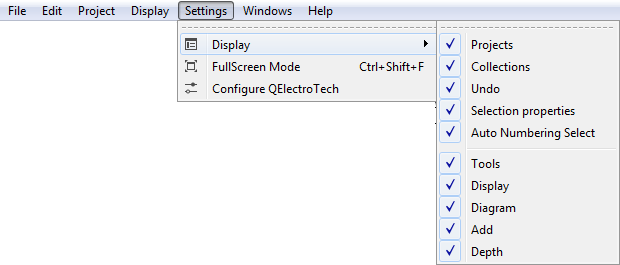 File Edit Project Display Settings Windows Help
Display
FullScreen Mode Ctrl+Shift+F
Configure QElectroTech
Projects
Collections
Undo
Selection properties
Auto Numbering Select
Tools
Display
Diagram
Add
Depth